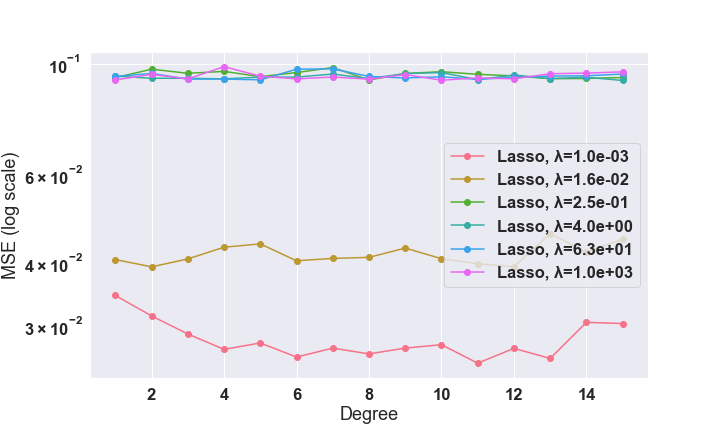 10⁻¹
6 × 10⁻²
4 × 10⁻²
3 × 10⁻²
MSE (log scale)
Lasso, λ=1.0e-03
Lasso, λ=1.6e-02
Lasso, λ=2.5e-01
Lasso, λ=4.0e+00
Lasso, λ=6.3e+01
Lasso, λ=1.0e+03
2 4 6 8 10 12 14
Degree